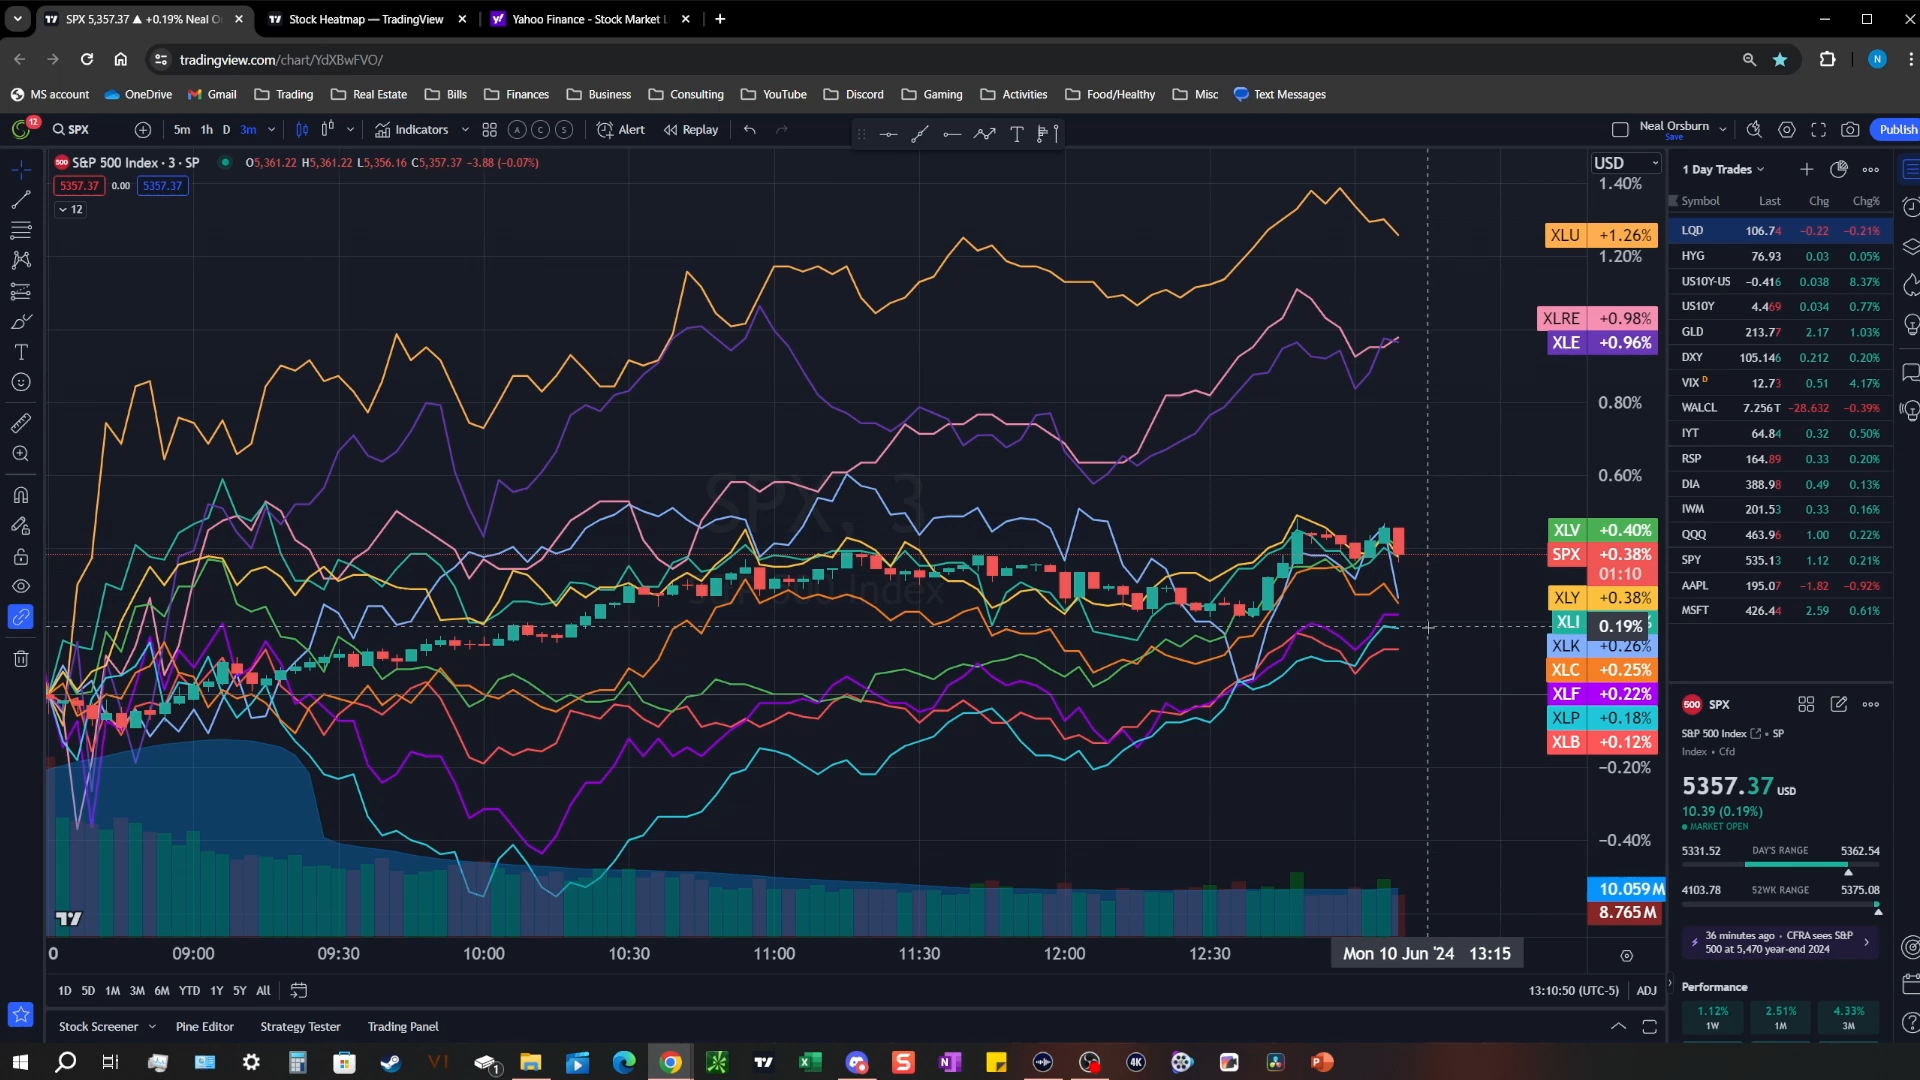 SPX 5,357.37 ▲ +0.19% Neal O
Stock Heatmap — TradingView
Yahoo Finance - Stock Market L
tradingview.com/chart/YdXBwFVO/
N
MS account
OneDrive
Gmail
Trading
Real Estate
Bills
Finances
Business
Consulting
YouTube
Discord
Gaming
Activities
Food/Healthy
Misc
Text Messages
12
SPX
5m 1h D 3m
Indicators
A C S
Alert
Replay
Neal Orsburn
Save
Publish
S&P 500 Index · 3 · SP
O5,361.22 H5,361.22 L5,356.16 C5,357.37 −3.88 (−0.07%)
5357.37 0.00 5357.37
12
SPX, 3
S&P 500 Index
USD
1.40%
XLU +1.26%
1.20%
XLRE +0.98%
XLE +0.96%
0.80%
0.60%
XLV +0.40%
SPX +0.38%
01:10
XLY +0.38%
XLI
0.19%
XLK +0.26%
XLC +0.25%
XLF +0.22%
XLP +0.18%
XLB +0.12%
−0.20%
−0.40%
10.059M
8.765M
0 09:00 09:30 10:00 10:30 11:00 11:30 12:00 12:30
Mon 10 Jun '24 13:15
1D 5D 1M 3M 6M YTD 1Y 5Y All
13:10:50 (UTC-5) ADJ
Stock Screener
Pine Editor
Strategy Tester
Trading Panel
1 Day Trades
Symbol Last Chg Chg%
LQD 106.74 −0.22 −0.21%
HYG 76.93 0.03 0.05%
US10Y-US −0.416 0.038 8.37%
US10Y 4.469 0.034 0.77%
GLD 213.77 2.17 1.03%
DXY 105.146 0.212 0.20%
VIX D 12.73 0.51 4.17%
WALCL 7.256T −28.632 −0.39%
IYT 64.84 0.32 0.50%
RSP 164.89 0.33 0.20%
DIA 388.98 0.49 0.13%
IWM 201.53 0.33 0.16%
QQQ 463.96 1.00 0.22%
SPY 535.13 1.12 0.21%
AAPL 195.07 −1.82 −0.92%
MSFT 426.44 2.59 0.61%
500 SPX
S&P 500 Index • SP
Index • Cfd
5357.37 USD
10.39 (0.19%)
MARKET OPEN
5331.52 DAY'S RANGE 5362.54
4103.78 52WK RANGE 5375.08
36 minutes ago • CFRA sees S&P
500 at 5,470 year-end 2024
Performance
1.12% 2.51% 4.33%
1W 1M 3M